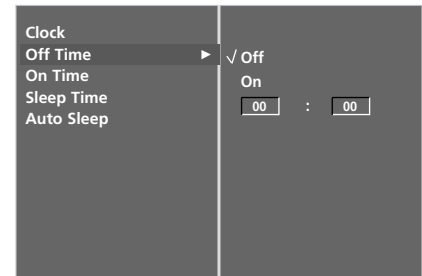 Clock
Off Time ►
On Time
Sleep Time
Auto Sleep
√ Off
On
00 : 00